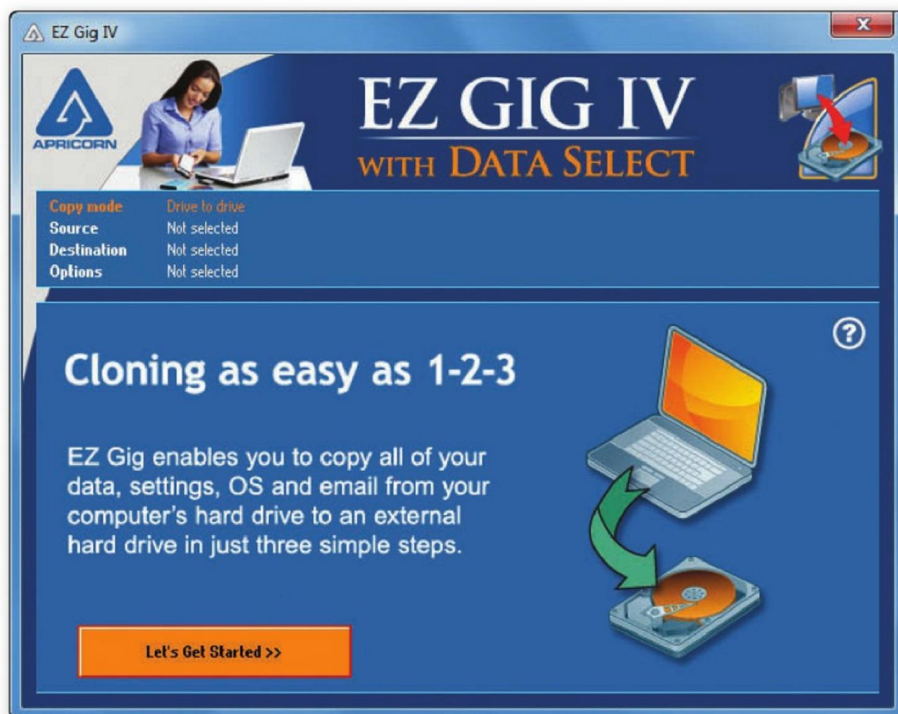 EZ Gig IV
X
APRICORN
EZ GIG IV
WITH DATA SELECT
Copy mode Drive to drive
Source Not selected
Destination Not selected
Options Not selected
?
Cloning as easy as 1-2-3
EZ Gig enables you to copy all of your
data, settings, OS and email from your
computer's hard drive to an external
hard drive in just three simple steps.
Let's Get Started >>